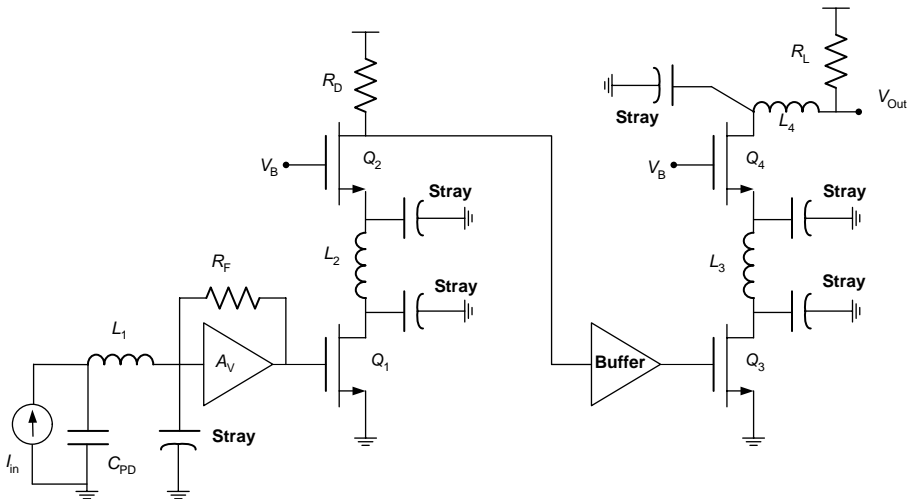 R_L
R_D
V_Out
Stray
L_4
V_B
Q_2
V_B
Q_4
Stray
Stray
L_2
L_3
R_F
Stray
Stray
L_1
A_V
Q_1
Buffer
Q_3
Stray
I_in
C_PD